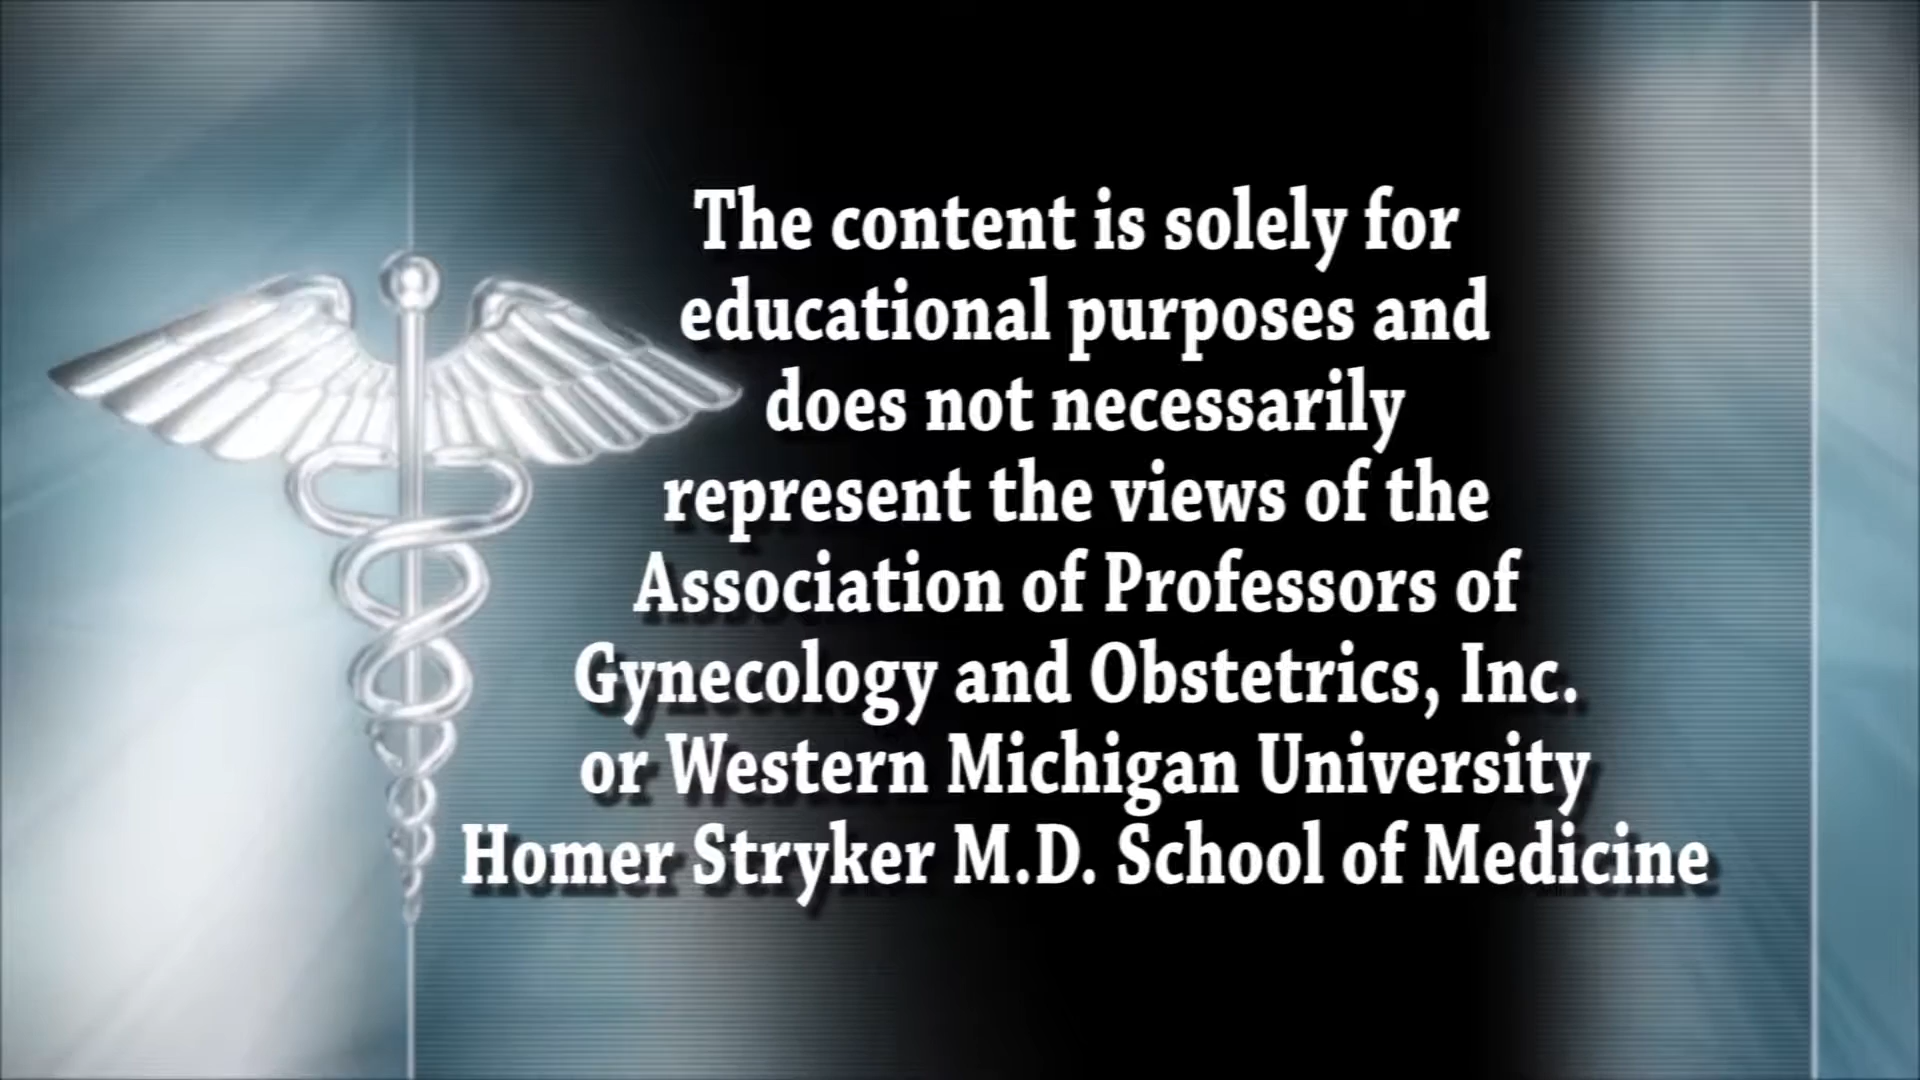 The content is solely for
educational purposes and
does not necessarily
represent the views of the
Association of Professors of
Gynecology and Obstetrics, Inc.
or Western Michigan University
Homer Stryker M.D. School of Medicine